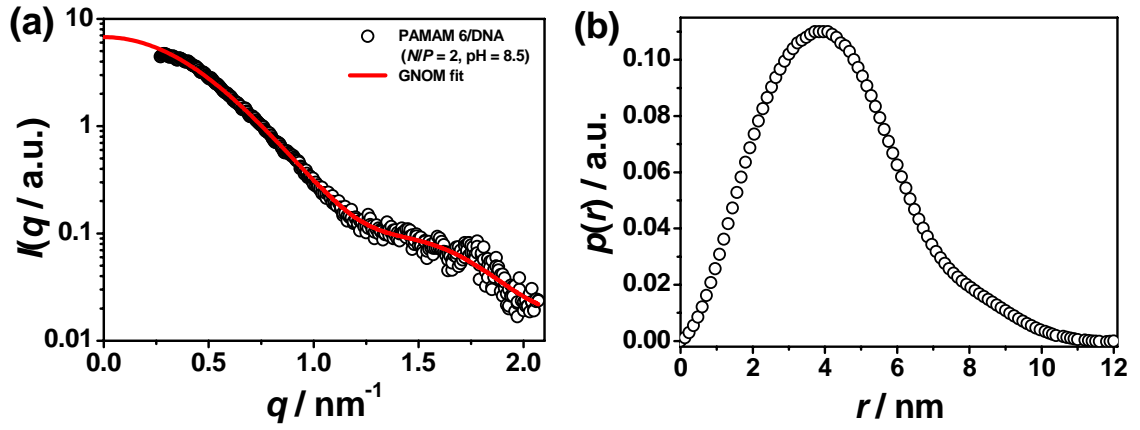 (a)
10
1
0.1
0.01
I(q) / a.u.
PAMAM 6/DNA
(N/P = 2, pH = 8.5)
GNOM fit
0.0 0.5 1.0 1.5 2.0
q / nm⁻¹
(b)
0.10
0.08
0.06
0.04
0.02
0.00
p(r) / a.u.
0 2 4 6 8 10 12
r / nm